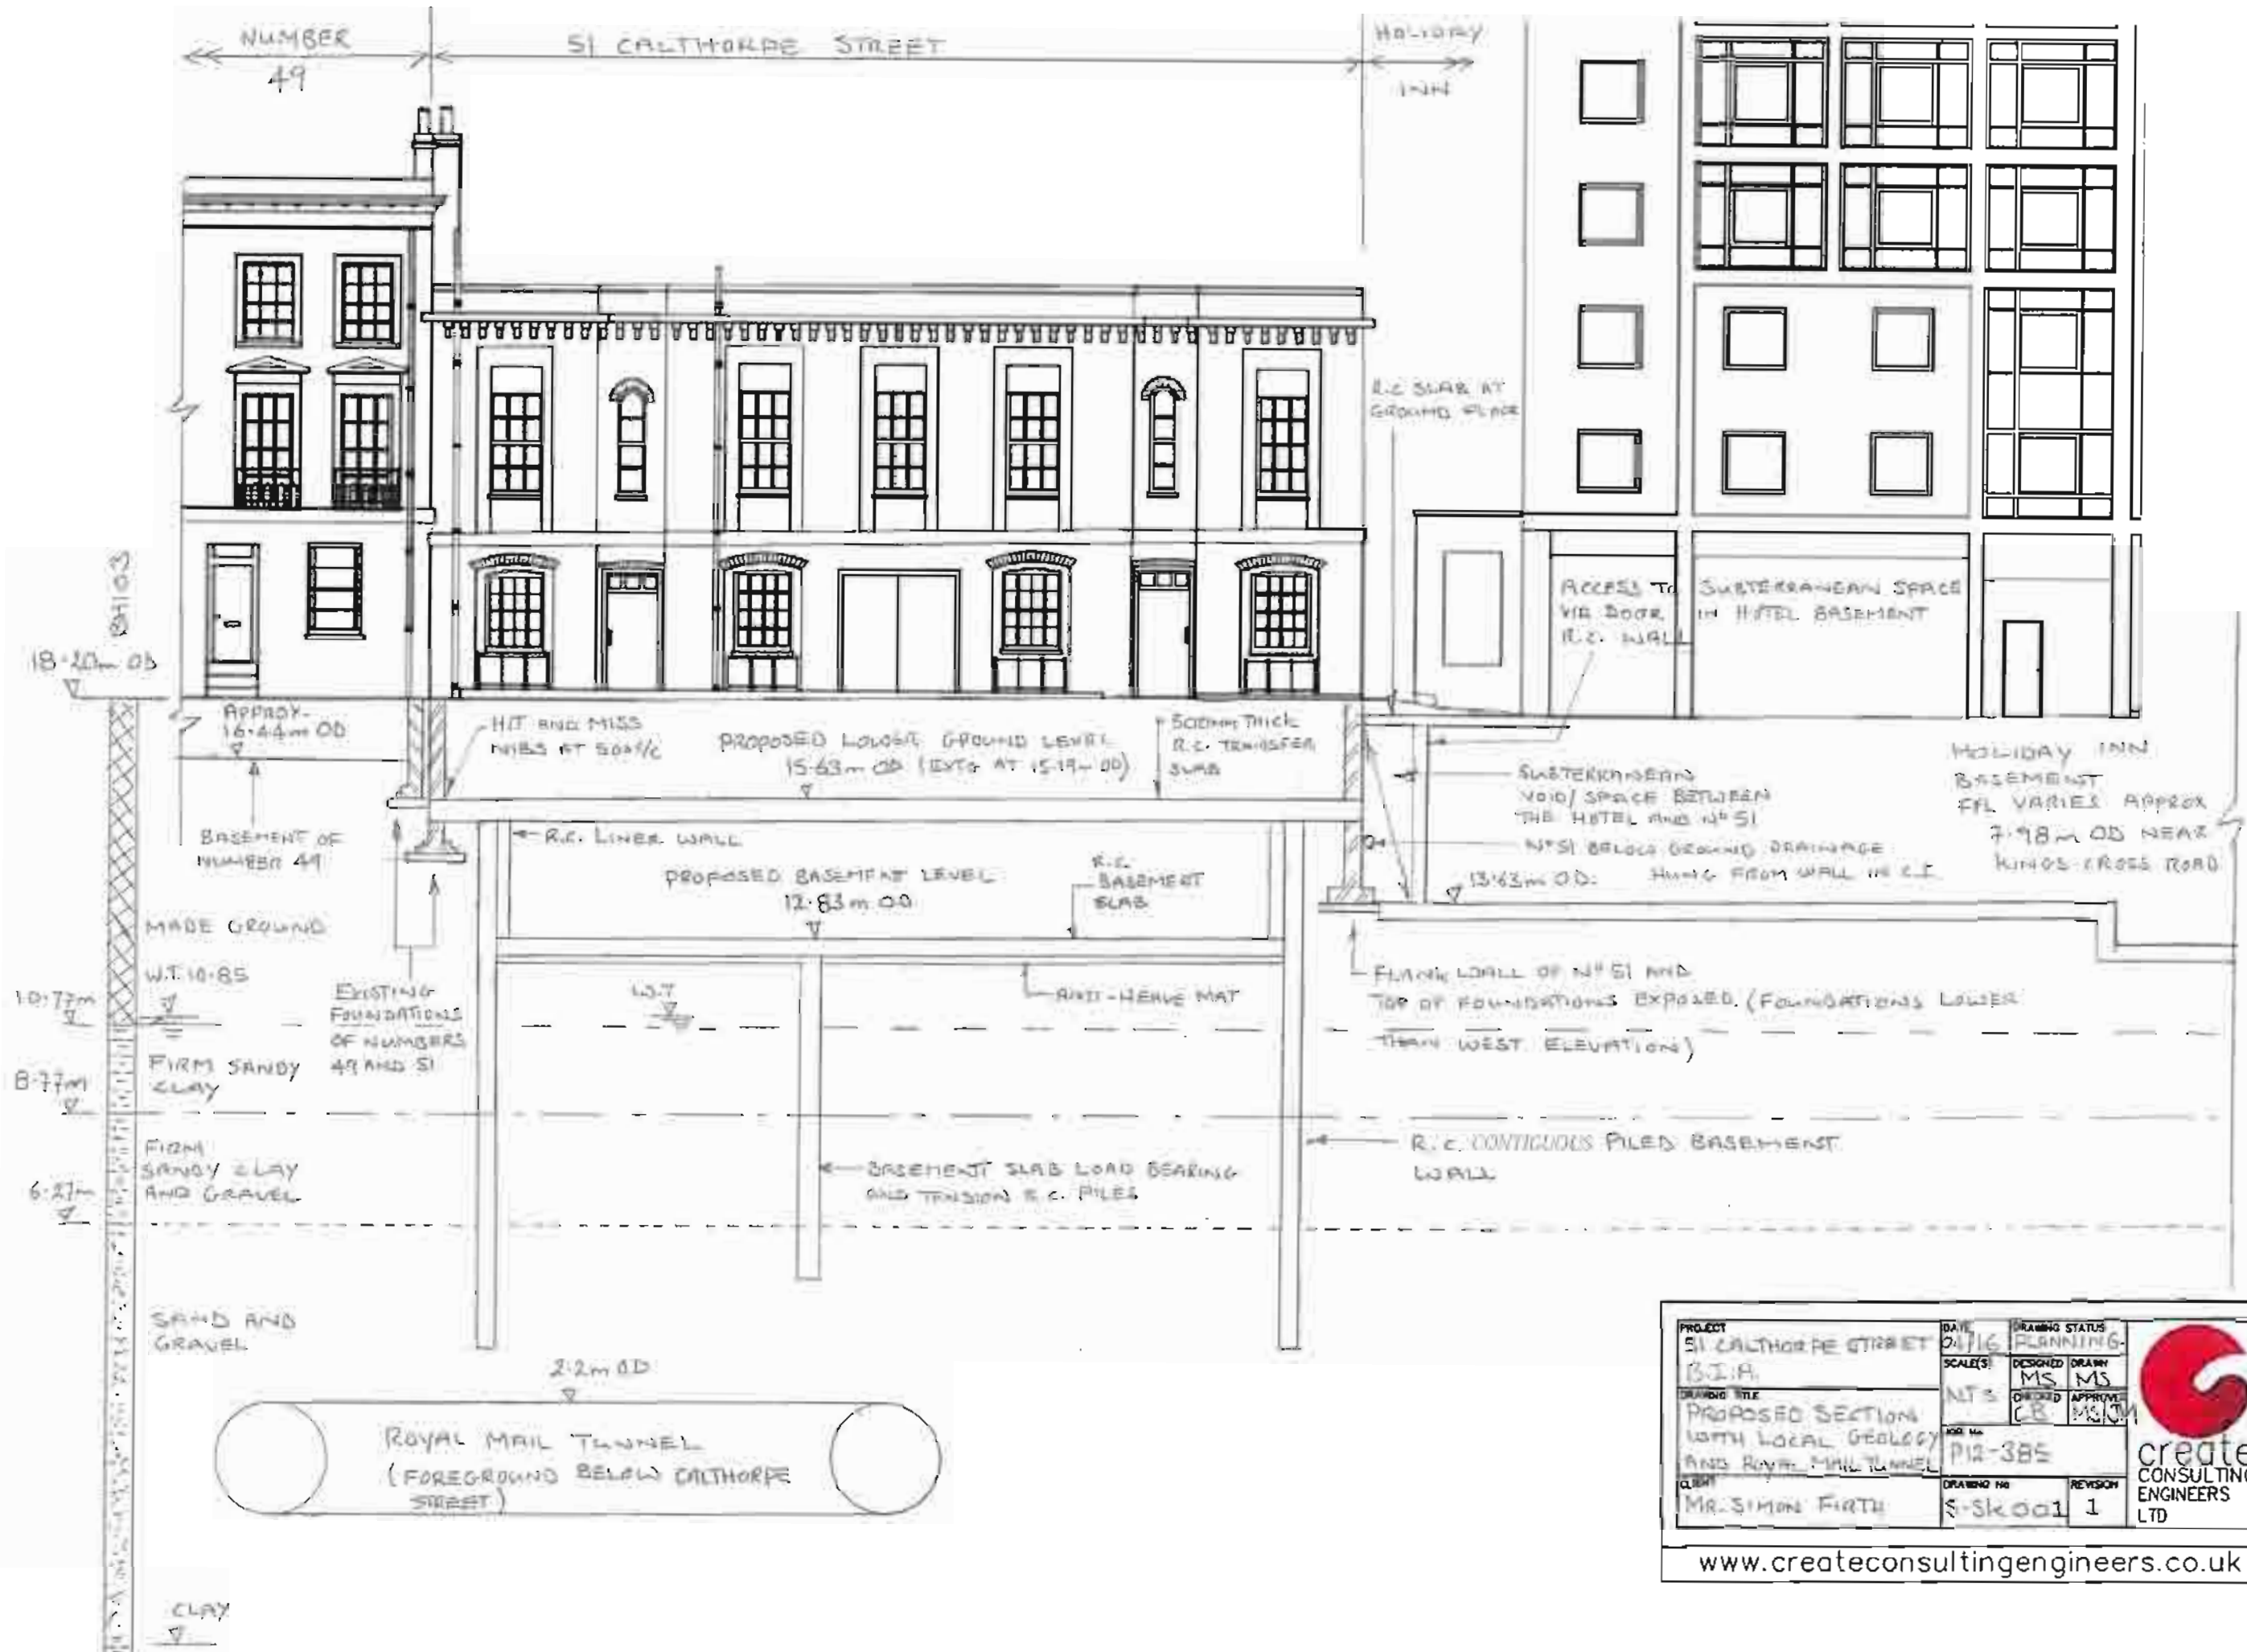 NUMBER
49
51 CALTHORPE STREET
HOLIDAY
INN
R.C SLAB AT
GROUND FLOOR
BH103
18.20m OD
ACCESS TO SUBTERRANEAN SPACE
VIA DOOR IN HOTEL BASEMENT
R.C. WALL
APPROX.
16.44m OD
HIT AND MISS
NIBS AT 500 c/c
PROPOSED LOWER GROUND LEVEL
15.63m OD (EXTG AT 15.19m OD)
500mm THICK
R.C. TRANSFER
SLAB
SUBTERRANEAN
VOID/SPACE BETWEEN
THE HOTEL AND Nº 51
HOLIDAY INN
BASEMENT
FFL VARIES APPROX
7.98m OD NEAR
KINGS CROSS ROAD
BASEMENT OF
NUMBER 49
R.C. LINER WALL
Nº 51 BELOW GROUND DRAINAGE
HUNG FROM WALL IN C.I.
PROPOSED BASEMENT LEVEL
12.83m OD
R.C.
BASEMENT
SLAB
13.63m OD.
MADE GROUND
W.T. 10.85
10.77m
EXISTING
FOUNDATIONS
OF NUMBERS
49 AND 51
W.T
ANTI-HEAVE MAT
FLANK WALL OF Nº 51 AND
TOP OF FOUNDATIONS EXPOSED. (FOUNDATIONS LOWER
THAN WEST ELEVATION)
FIRM SANDY
CLAY
8.77m
FIRM
SANDY CLAY
AND GRAVEL
6.27m
BASEMENT SLAB LOAD BEARING
AND TENSION R.C. PILES
R.C. CONTIGUOUS PILED BASEMENT
WALL
SAND AND
GRAVEL
2.2m OD
ROYAL MAIL TUNNEL
(FOREGROUND BELOW CALTHORPE
STREET)
CLAY
PROJECT
51 CALTHORPE STREET
B.I.A.
DATE
DRAWING STATUS
PLANNING
SCALE(S)
NTS
DESIGNED
MS
DRAWN
MS
CHECKED
CB
APPROVED
DRAWING TITLE
PROPOSED SECTION
WITH LOCAL GEOLOGY
AND ROYAL MAIL TUNNEL
JOB No
P12-385
CLIENT
MR. SIMON FIRTH
DRAWING No
S-SK001
REVISION
1
create
CONSULTING
ENGINEERS
LTD
www.createconsultingengineers.co.uk